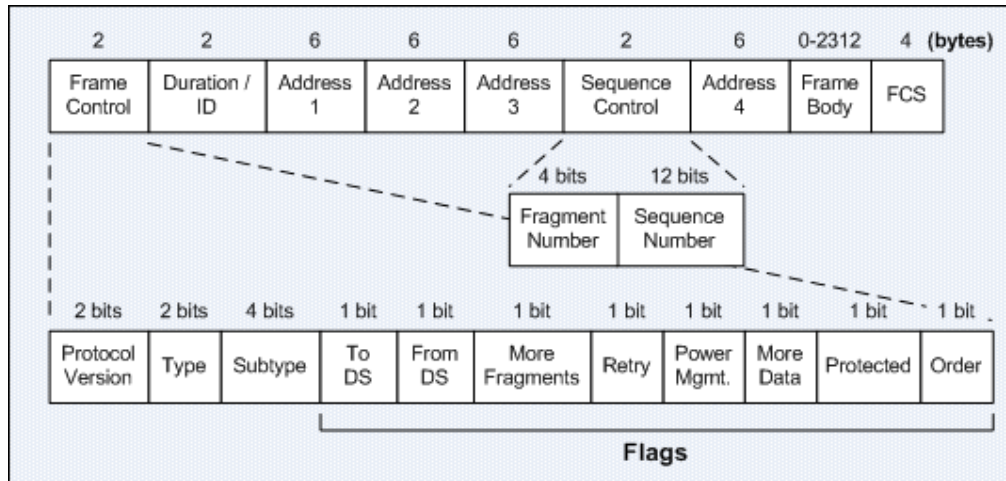 2 2 6 6 6 2 6 0-2312 4 (bytes)
Frame Control Duration / ID Address 1 Address 2 Address 3 Sequence Control Address 4 Frame Body FCS
4 bits 12 bits
Fragment Number Sequence Number
2 bits 2 bits 4 bits 1 bit 1 bit 1 bit 1 bit 1 bit 1 bit 1 bit 1 bit
Protocol Version Type Subtype To DS From DS More Fragments Retry Power Mgmt. More Data Protected Order
Flags